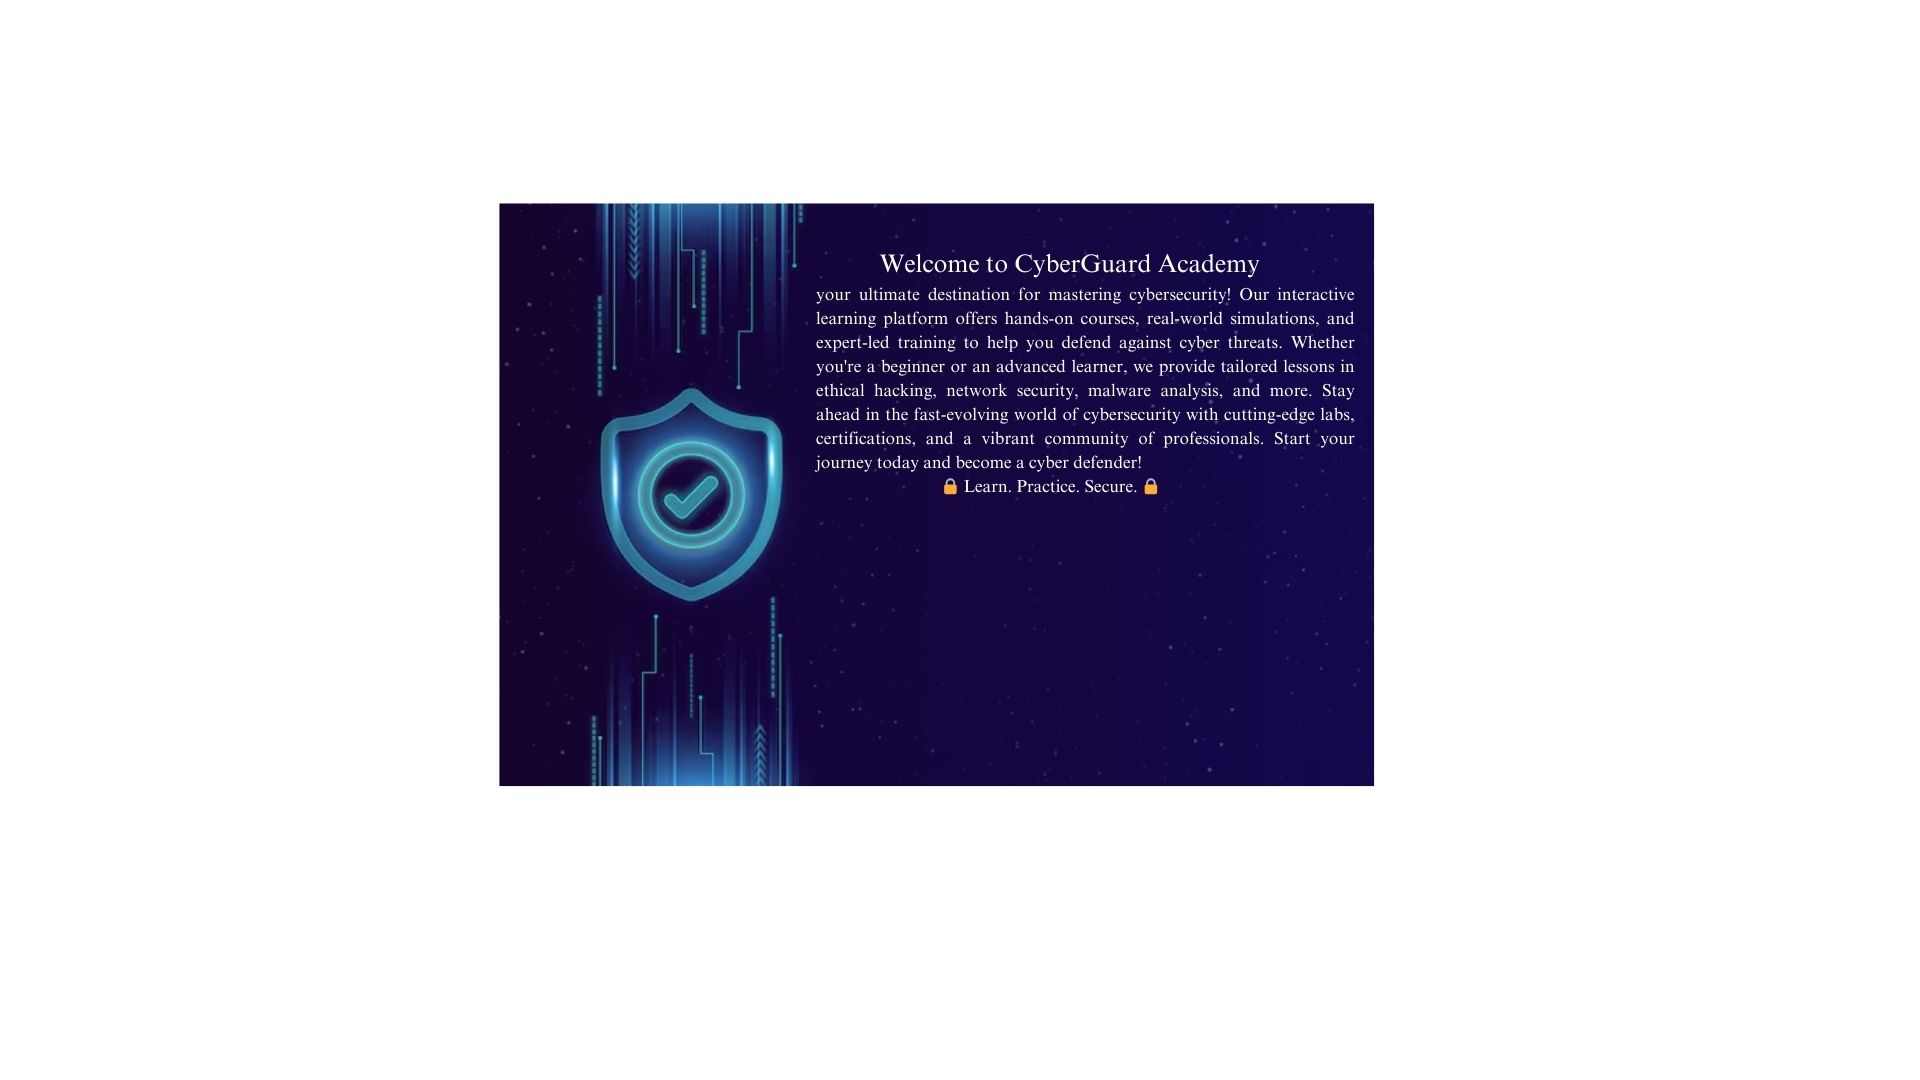 Welcome to CyberGuard Academy
your ultimate destination for mastering cybersecurity! Our interactive
learning platform offers hands-on courses, real-world simulations, and
expert-led training to help you defend against cyber threats. Whether
you're a beginner or an advanced learner, we provide tailored lessons in
ethical hacking, network security, malware analysis, and more. Stay
ahead in the fast-evolving world of cybersecurity with cutting-edge labs,
certifications, and a vibrant community of professionals. Start your
journey today and become a cyber defender!
🔒 Learn. Practice. Secure. 🔒